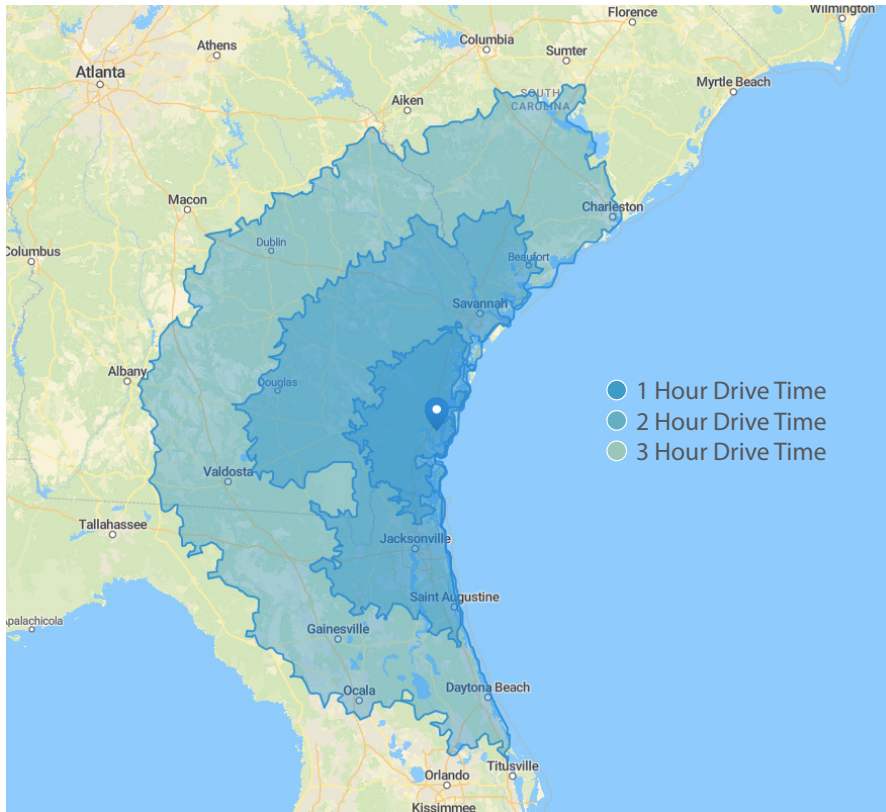 Wilmington
Florence
Athens
Columbia
Sumter
Atlanta
Myrtle Beach
SOUTH
CAROLINA
Aiken
Macon
Charleston
Dublin
Columbus
Beaufort
Savannah
Albany
Douglas
1 Hour Drive Time
2 Hour Drive Time
3 Hour Drive Time
Valdosta
Tallahassee
Jacksonville
Saint Augustine
Apalachicola
Gainesville
Ocala
Daytona Beach
Titusville
Orlando
Kissimmee